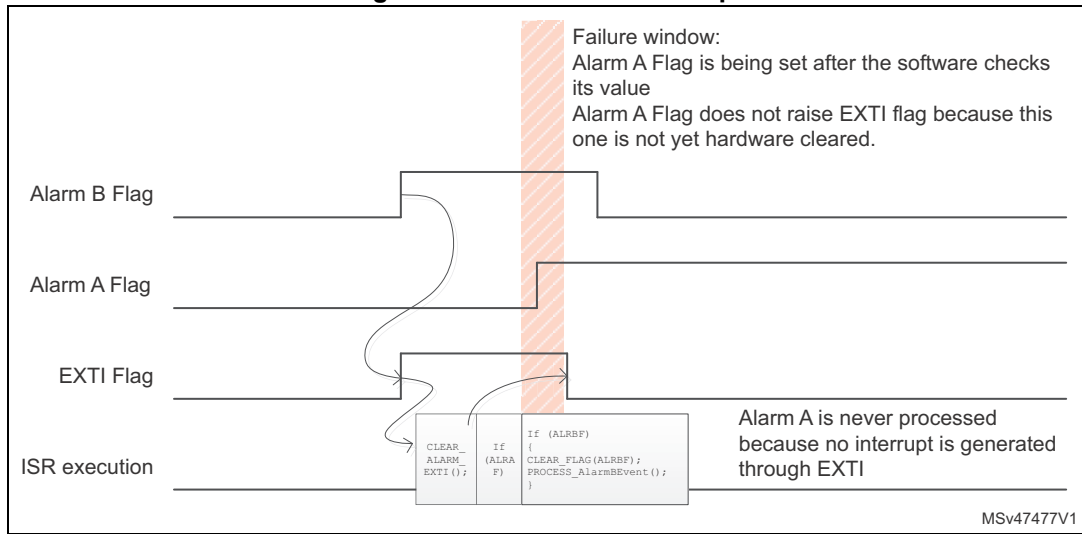 Failure window:
Alarm A Flag is being set after the software checks
its value
Alarm A Flag does not raise EXTI flag because this
one is not yet hardware cleared.
Alarm B Flag
Alarm A Flag
EXTI Flag
Alarm A is never processed
because no interrupt is generated
through EXTI
ISR execution
CLEAR_
ALARM_
EXTI();
If
(ALRA
F)
If (ALRBF)
{
CLEAR_FLAG(ALRBF);
PROCESS_AlarmBEvent();
}
MSv47477V1